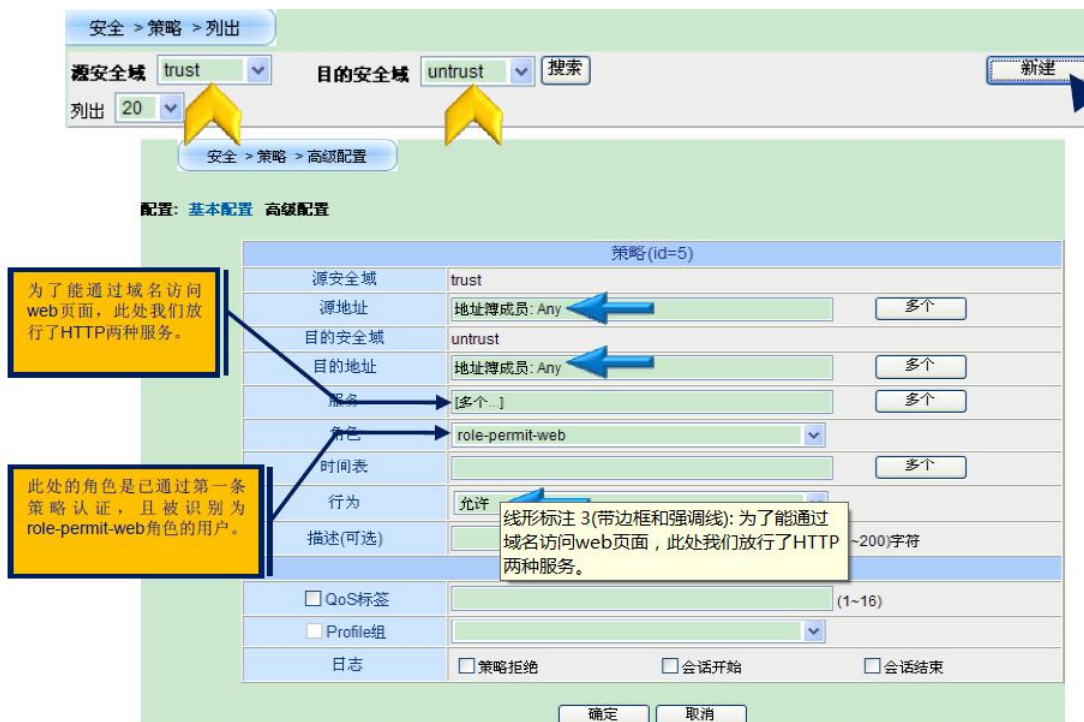 安全 > 策略 > 列出
源安全域 trust 目的安全域 untrust 搜索 新建
列出 20
安全 > 策略 > 高级配置
配置: 基本配置 高级配置
策略(id=5)
源安全域 trust
源地址 地址簿成员: Any 多个
目的安全域 untrust
目的地址 地址簿成员: Any 多个
服务 [多个...] 多个
角色 role-permit-web
时间表 多个
行为 允许
描述(可选) ~200)字符
QoS标签 (1~16)
Profile组
日志 策略拒绝 会话开始 会话结束
确定 取消
为了能通过域名访问
web页面，此处我们放
行了HTTP两种服务。
此处的角色是已通过第一条
策略认证，且被识别为
role-permit-web角色的用户。
线形标注 3(带边框和强调线): 为了能通过
域名访问web页面，此处我们放行了HTTP
两种服务。